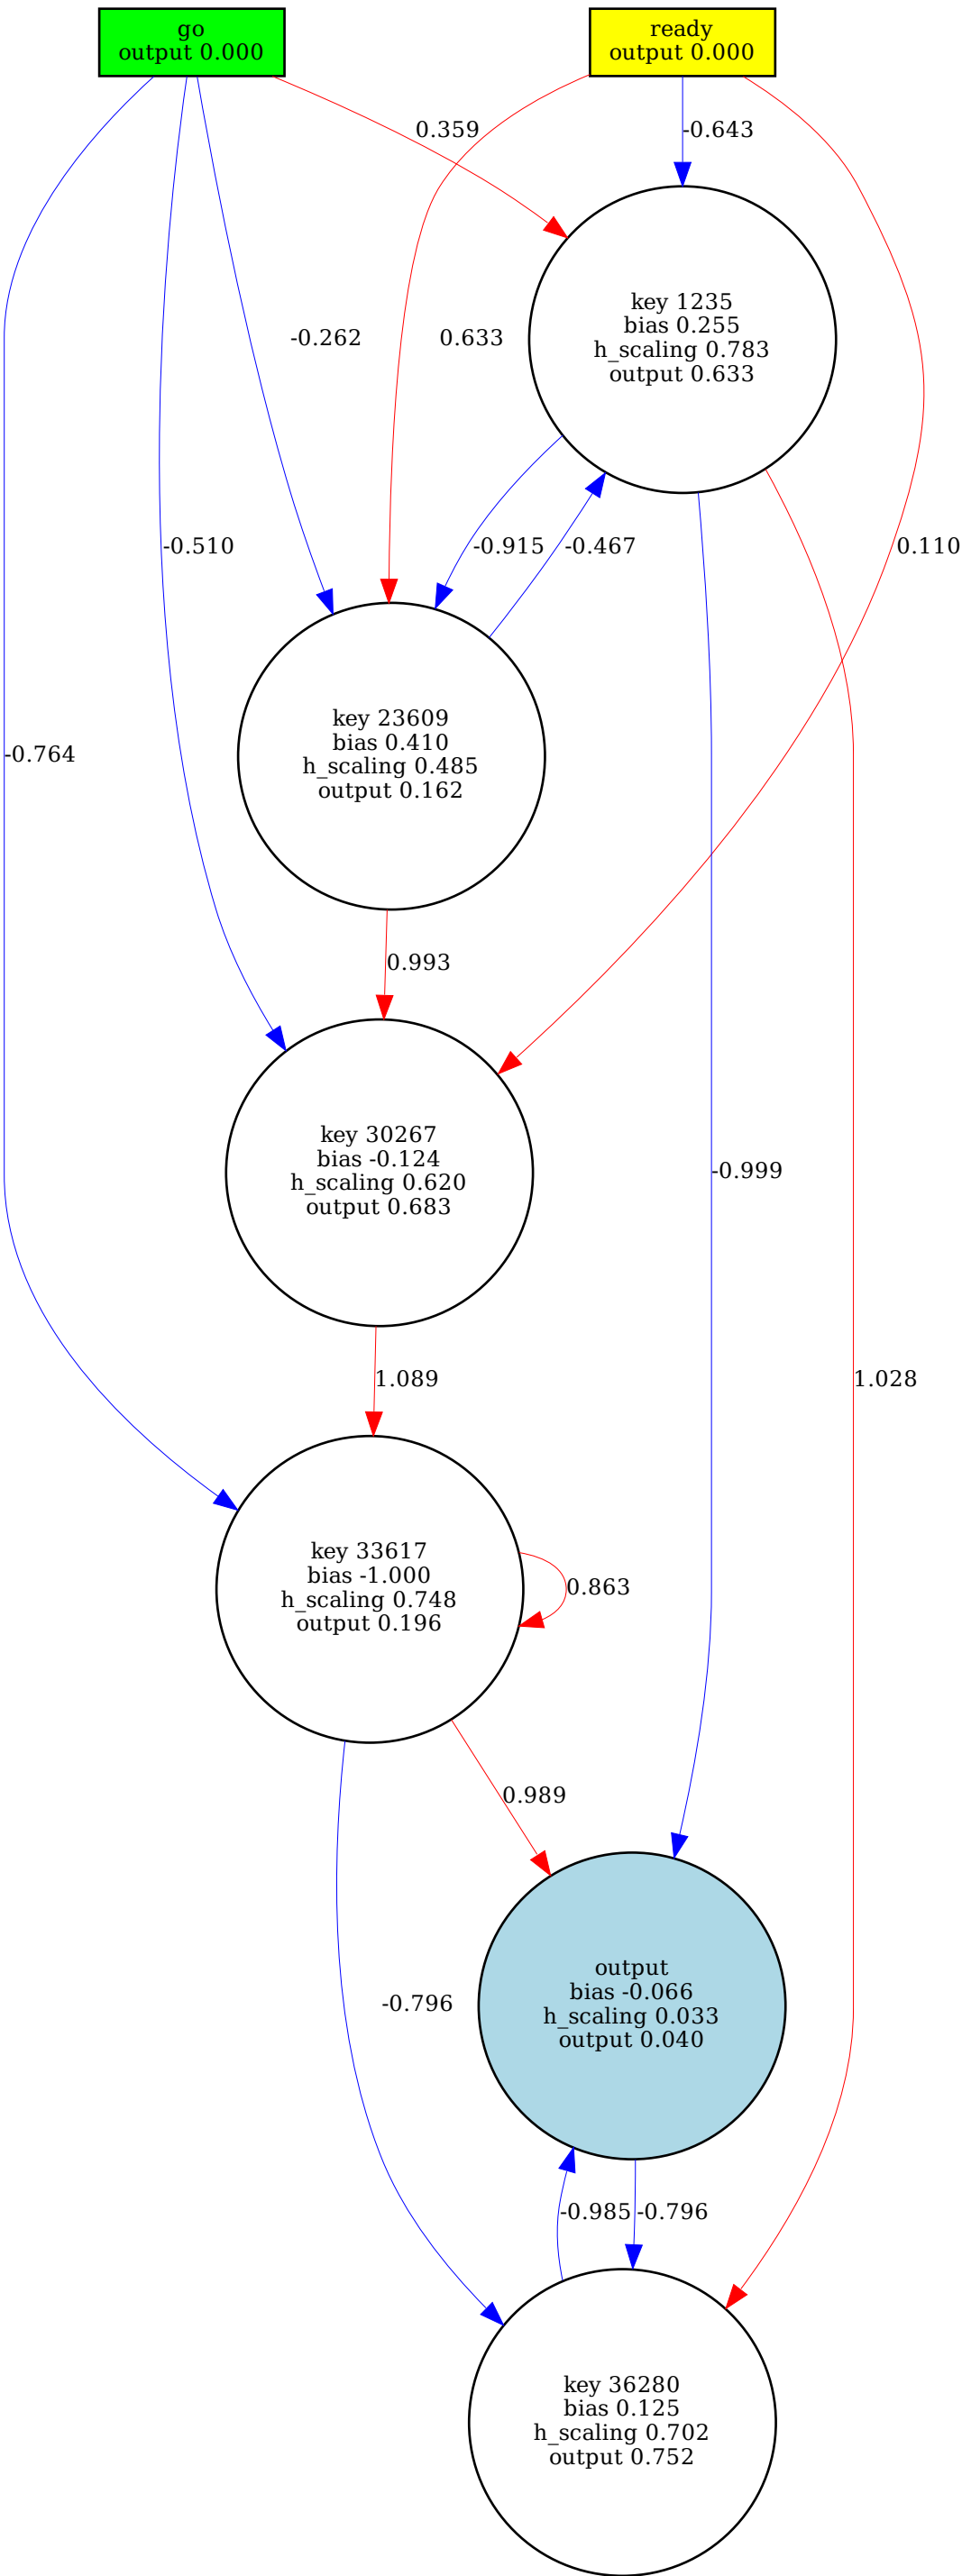 go
output 0.000
ready
output 0.000
0.359
-0.643
key 1235
bias 0.255
h_scaling 0.783
output 0.633
-0.262
0.633
-0.510
-0.915
-0.467
0.110
key 23609
bias 0.410
h_scaling 0.485
output 0.162
-0.764
0.993
key 30267
bias -0.124
h_scaling 0.620
output 0.683
-0.999
1.089
1.028
key 33617
bias -1.000
h_scaling 0.748
output 0.196
0.863
0.989
output
bias -0.066
h_scaling 0.033
output 0.040
-0.796
-0.985
-0.796
key 36280
bias 0.125
h_scaling 0.702
output 0.752